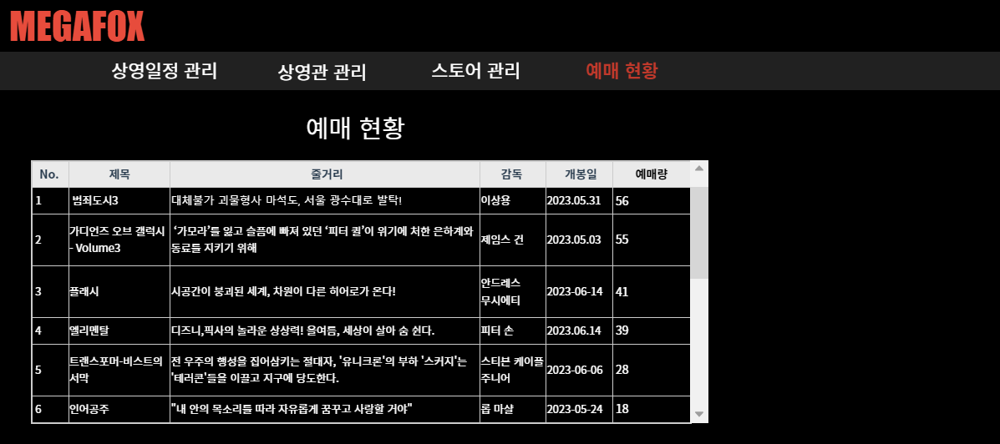 MEGAFOX
상영일정 관리 상영관 관리 스토어 관리 예매 현황
예매 현황
No. 제목 줄거리 감독 개봉일 예매량
1 범죄도시3 대체불가 괴물형사 마석도, 서울 광수대로 발탁! 이상용 2023.05.31 56
2 가디언즈 오브 갤럭시 - Volume3 ‘가모라’를 잃고 슬픔에 빠져 있던 ‘피터 퀼’이 위기에 처한 은하계와 동료를 지키기 위해 제임스 건 2023.05.03 55
3 플래시 시공간이 붕괴된 세계, 차원이 다른 히어로가 온다! 안드레스 무시에티 2023-06-14 41
4 엘리멘탈 디즈니,픽사의 놀라운 상상력! 올여름, 세상이 살아 숨 쉰다. 피터 손 2023.06.14 39
5 트랜스포머-비스트의 서막 전 우주의 행성을 집어삼키는 절대자, '유니크론'의 부하 '스커지'는 '테러콘'들을 이끌고 지구에 당도한다. 스티븐 케이플 주니어 2023-06-06 28
6 인어공주 "내 안의 목소리를 따라 자유롭게 꿈꾸고 사랑할 거야" 롭 마샬 2023-05-24 18